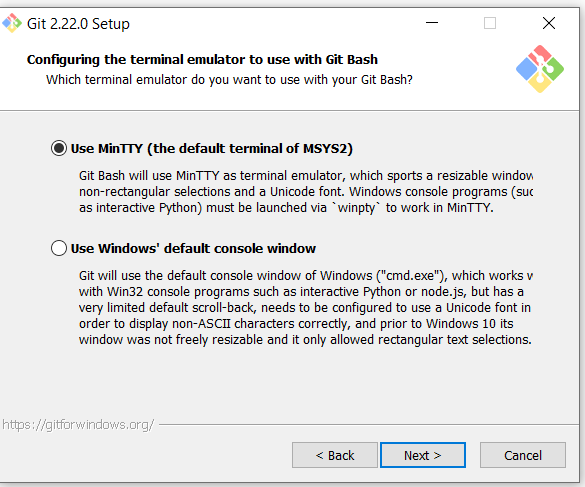 Git 2.22.0 Setup
Configuring the terminal emulator to use with Git Bash
Which terminal emulator do you want to use with your Git Bash?
Use MinTTY (the default terminal of MSYS2)
Git Bash will use MinTTY as terminal emulator, which sports a resizable window
non-rectangular selections and a Unicode font. Windows console programs (suc
as interactive Python) must be launched via `winpty` to work in MinTTY.
Use Windows' default console window
Git will use the default console window of Windows ("cmd.exe"), which works w
with Win32 console programs such as interactive Python or node.js, but has a
very limited default scroll-back, needs to be configured to use a Unicode font in
order to display non-ASCII characters correctly, and prior to Windows 10 its
window was not freely resizable and it only allowed rectangular text selections.
https://gitforwindows.org/
< Back
Next >
Cancel